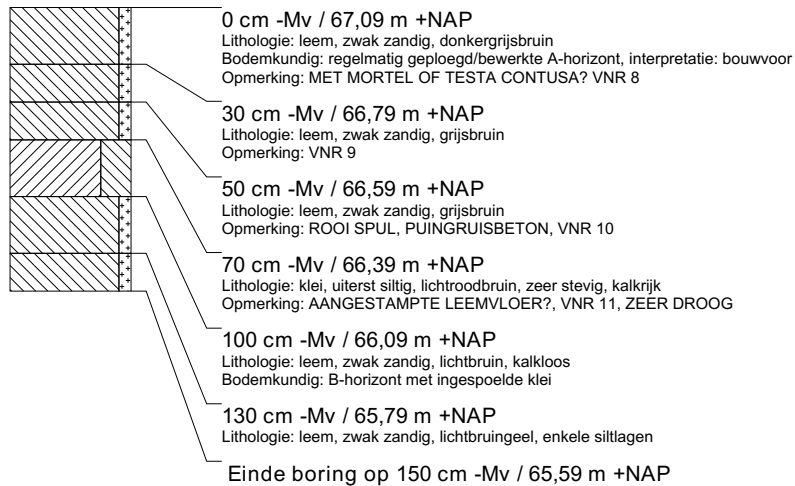 0 cm -Mv / 67,09 m +NAP
Lithologie: leem, zwak zandig, donkergrijsbruin
Bodemkundig: regelmatig geploegd/bewerkte A-horizont, interpretatie: bouwvoor
Opmerking: MET MORTEL OF TESTA CONTUSA? VNR 8
30 cm -Mv / 66,79 m +NAP
Lithologie: leem, zwak zandig, grijsbruin
Opmerking: VNR 9
50 cm -Mv / 66,59 m +NAP
Lithologie: leem, zwak zandig, grijsbruin
Opmerking: ROOI SPUL, PUINGRUISBETON, VNR 10
70 cm -Mv / 66,39 m +NAP
Lithologie: klei, uiterst siltig, lichtroodbruin, zeer stevig, kalkrijk
Opmerking: AANGESTAMPTE LEEMVLOER?, VNR 11, ZEER DROOG
100 cm -Mv / 66,09 m +NAP
Lithologie: leem, zwak zandig, lichtbruin, kalkloos
Bodemkundig: B-horizont met ingespoelde klei
130 cm -Mv / 65,79 m +NAP
Lithologie: leem, zwak zandig, lichtbruingeel, enkele siltlagen
Einde boring op 150 cm -Mv / 65,59 m +NAP